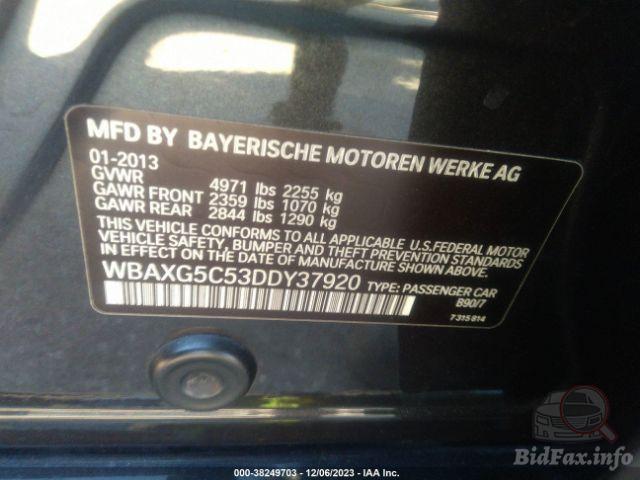 MFD BY BAYERISCHE MOTOREN WERKE AG
01-2013
GVWR 4971 lbs 2255 kg
GAWR FRONT 2359 lbs 1070 kg
GAWR REAR 2844 lbs 1290 kg
THIS VEHICLE CONFORMS TO ALL APPLICABLE U.S.FEDERAL MOTOR
VEHICLE SAFETY, BUMPER AND THEFT PREVENTION STANDARDS
IN EFFECT ON THE DATE OF MANUFACTURE SHOWN ABOVE.
WBAXG5C53DDY37920 TYPE: PASSENGER CAR
B90/7
7315814
BidFax.info
000-38249703 - 12/06/2023 - IAA Inc.